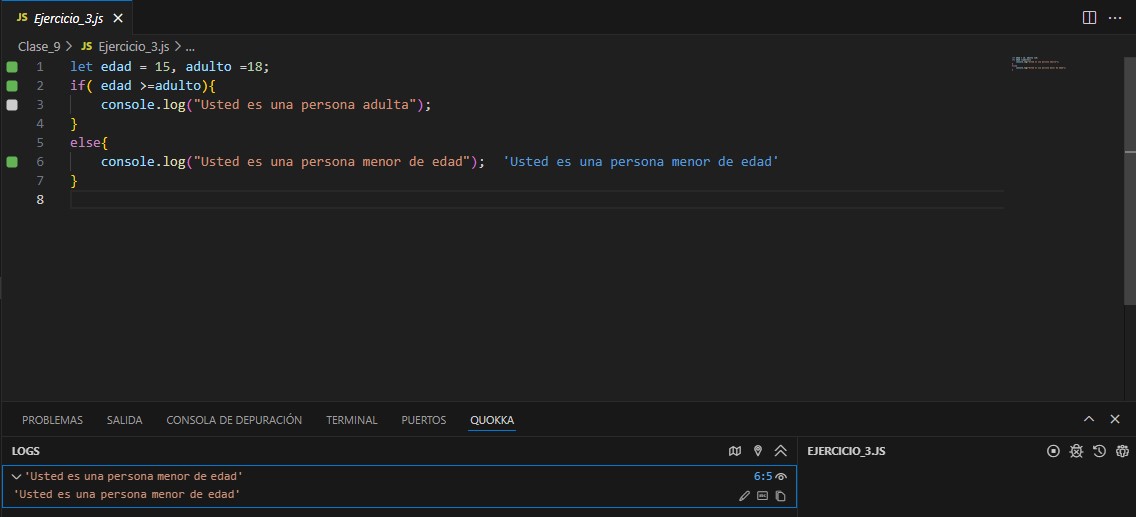 JS Ejercicio_3.js
Clase_9 > JS Ejercicio_3.js > ...
1 let edad = 15, adulto =18;
2 if( edad >=adulto){
3 console.log("Usted es una persona adulta");
4 }
5 else{
6 console.log("Usted es una persona menor de edad"); 'Usted es una persona menor de edad'
7 }
8
PROBLEMAS SALIDA CONSOLA DE DEPURACIÓN TERMINAL PUERTOS QUOKKA
LOGS
EJERCICIO_3.JS
'Usted es una persona menor de edad' 6:5
'Usted es una persona menor de edad'